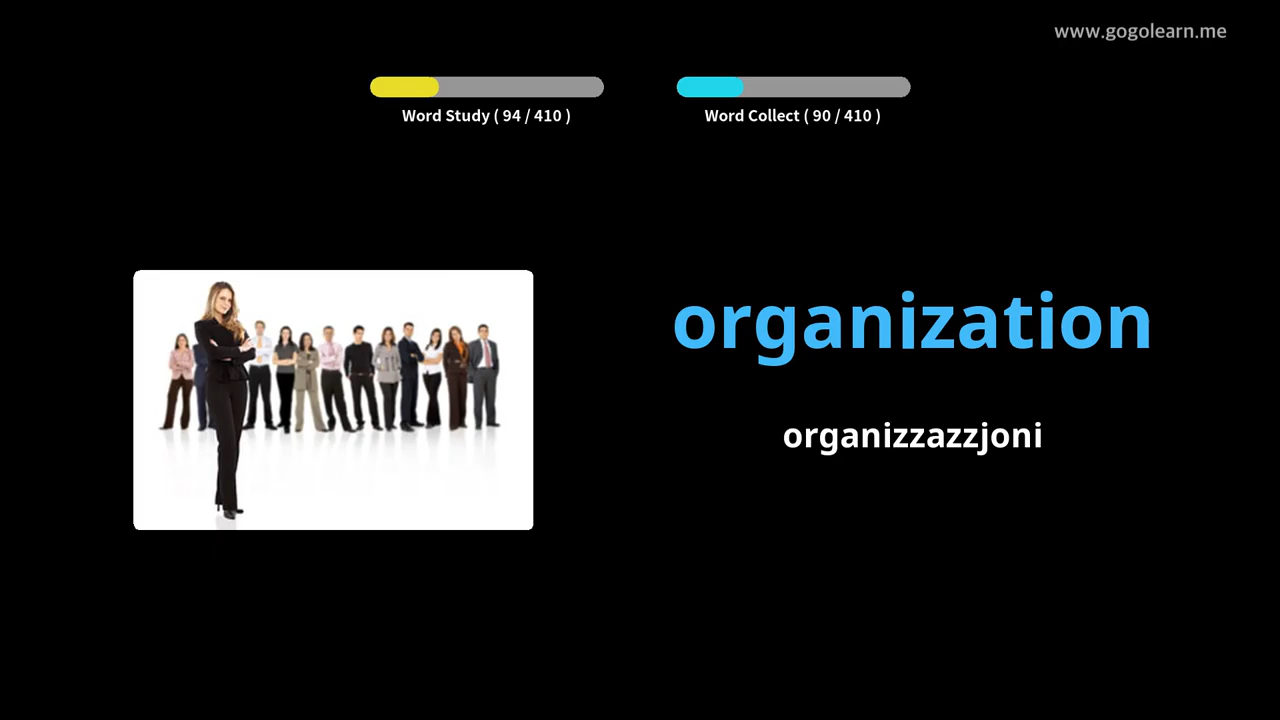 www.gogolearn.me
Word Study ( 94 / 410 )
Word Collect ( 90 / 410 )
organization
organizzazzjoni